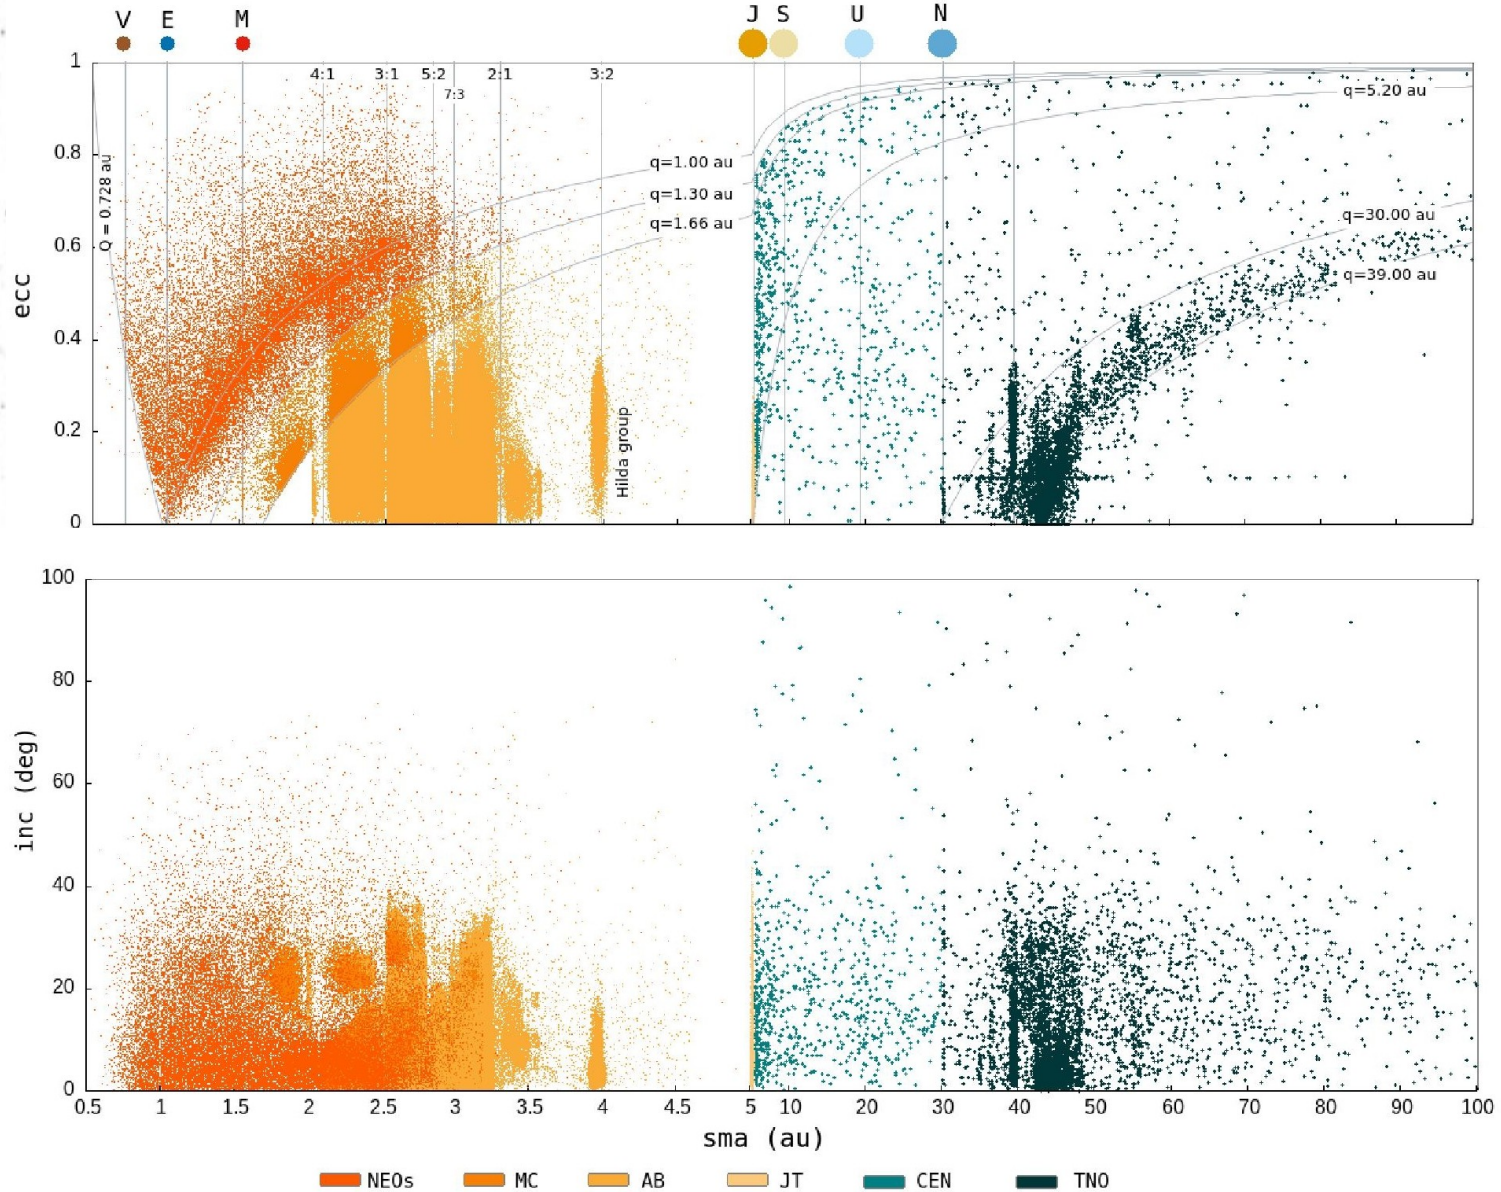 V E M J S U N
4:1 3:1 5:2 7:3 2:1 3:2
1
0.8
0.6
0.4
0.2
0
ecc
Q = 0.728 au
q=1.00 au
q=1.30 au
q=1.66 au
Hilda group
q=5.20 au
q=30.00 au
q=39.00 au
100
80
60
40
20
0
inc (deg)
0.5 1 1.5 2 2.5 3 3.5 4 4.5 5 10 20 30 40 50 60 70 80 90 100
sma (au)
NEOs MC AB JT CEN TNO